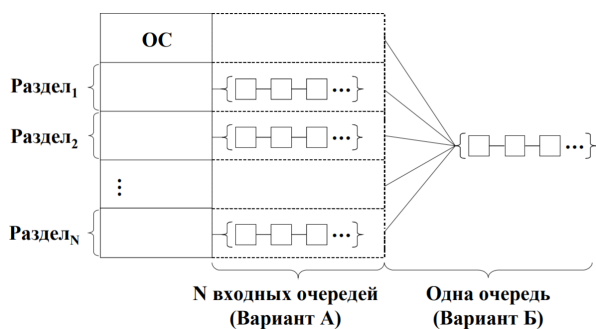 ОС
Раздел1
Раздел2
⋮
РазделN
N входных очередей
(Вариант А)
Одна очередь
(Вариант Б)